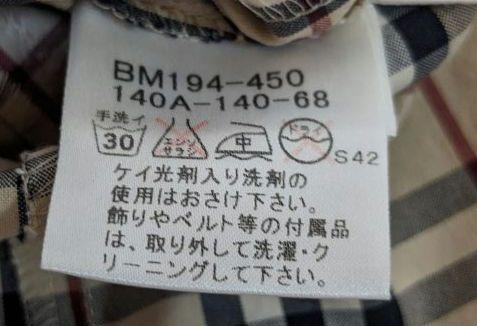 BM194-450
140A-140-68
手洗イ
30
エンソ
サラシ
中
ドライ
S42
ケイ光剤入り洗剤の
使用はおさけ下さい。
飾りやベルト等の付属品
は、取り外して洗濯・ク
リーニングして下さい。